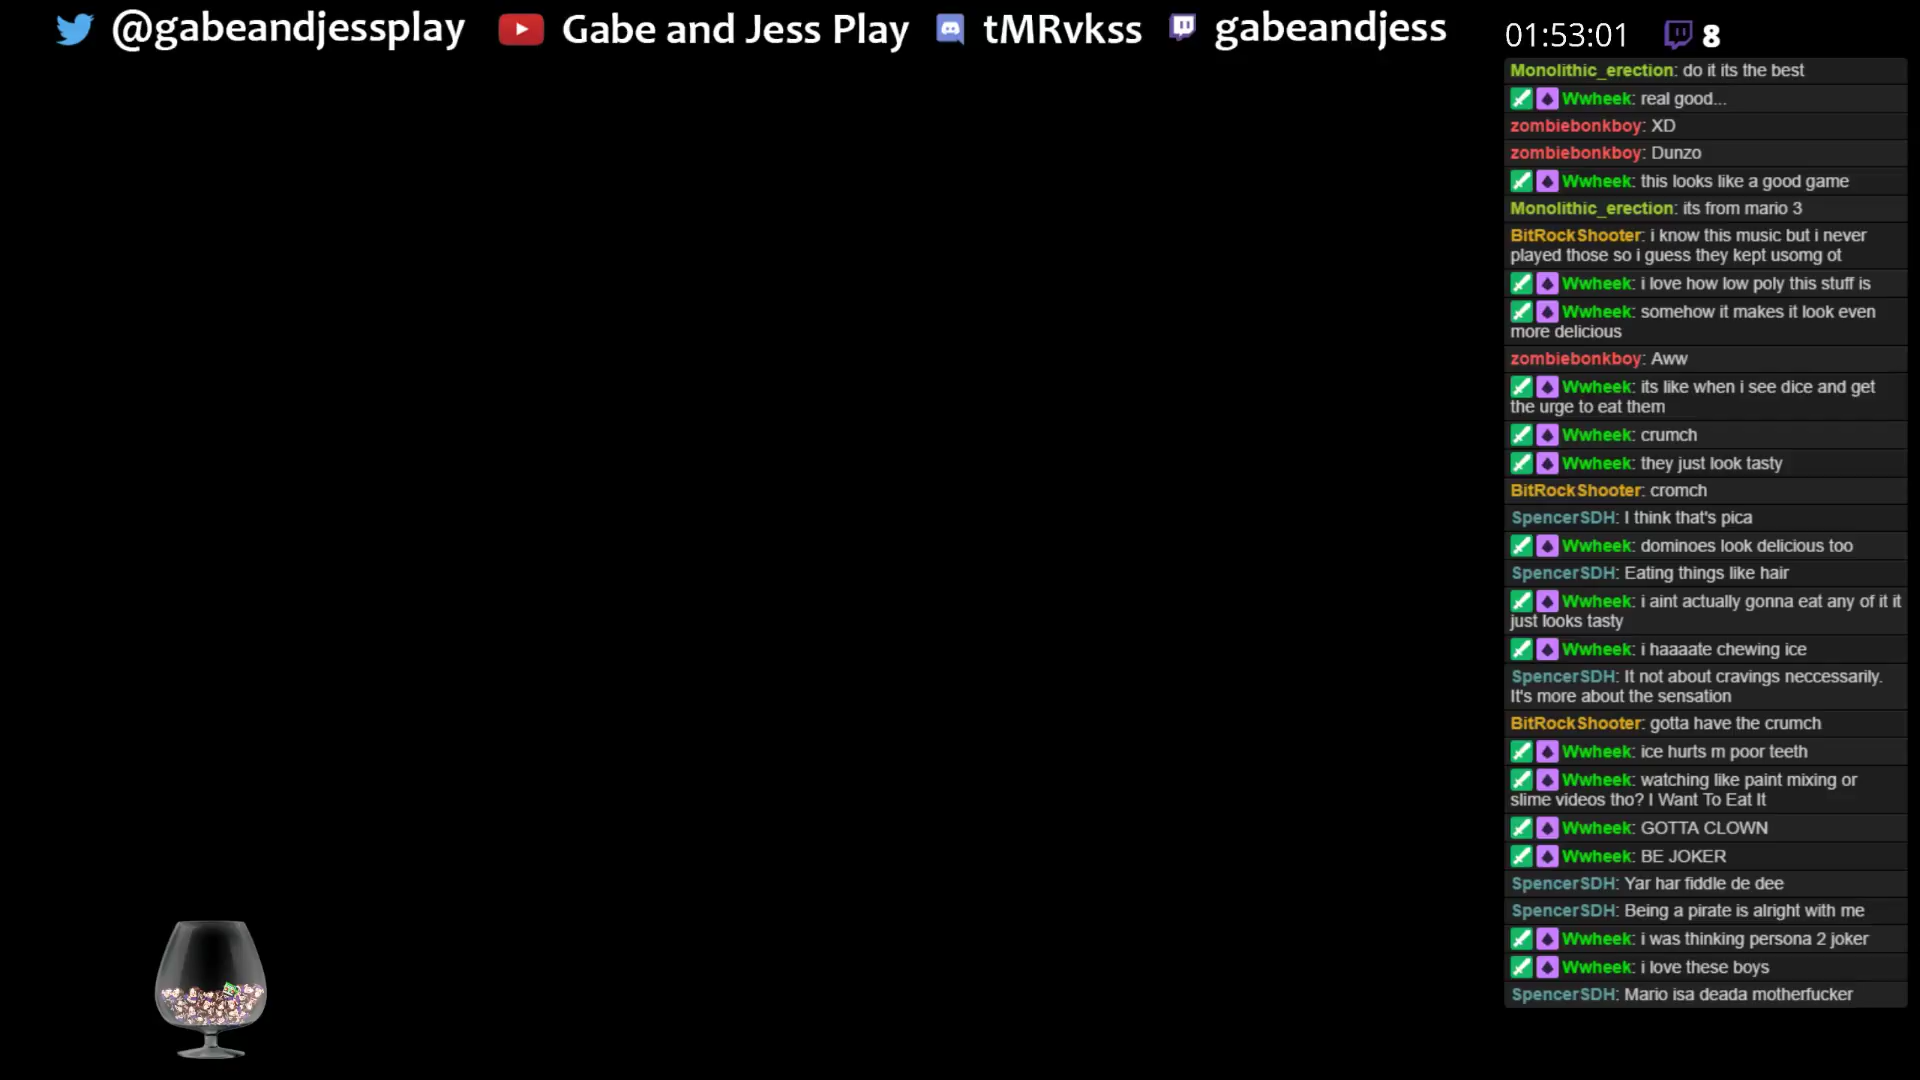 @gabeandjessplay Gabe and Jess Play tMRvkss gabeandjess 01:53:01 8
Monolithic_erection: do it its the best
Wwheek: real good...
zombiebonkboy: XD
zombiebonkboy: Dunzo
Wwheek: this looks like a good game
Monolithic_erection: its from mario 3
BitRockShooter: i know this music but i never
played those so i guess they kept usomg ot
Wwheek: i love how low poly this stuff is
Wwheek: somehow it makes it look even
more delicious
zombiebonkboy: Aww
Wwheek: its like when i see dice and get
the urge to eat them
Wwheek: crumch
Wwheek: they just look tasty
BitRockShooter: cromch
SpencerSDH: I think that's pica
Wwheek: dominoes look delicious too
SpencerSDH: Eating things like hair
Wwheek: i aint actually gonna eat any of it it
just looks tasty
Wwheek: i haaaate chewing ice
SpencerSDH: It not about cravings neccessarily.
It's more about the sensation
BitRockShooter: gotta have the crumch
Wwheek: ice hurts m poor teeth
Wwheek: watching like paint mixing or
slime videos tho? I Want To Eat It
Wwheek: GOTTA CLOWN
Wwheek: BE JOKER
SpencerSDH: Yar har fiddle de dee
SpencerSDH: Being a pirate is alright with me
Wwheek: i was thinking persona 2 joker
Wwheek: i love these boys
SpencerSDH: Mario isa deada motherfucker